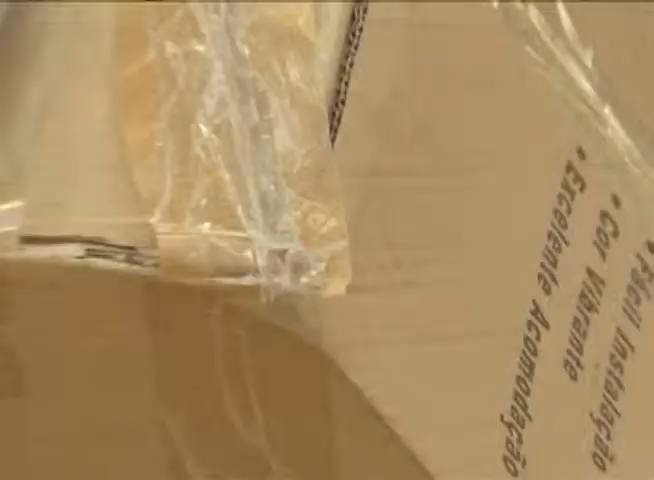 • Fácil Instalação
• Cor Vibrante
• Excelente Acomodação